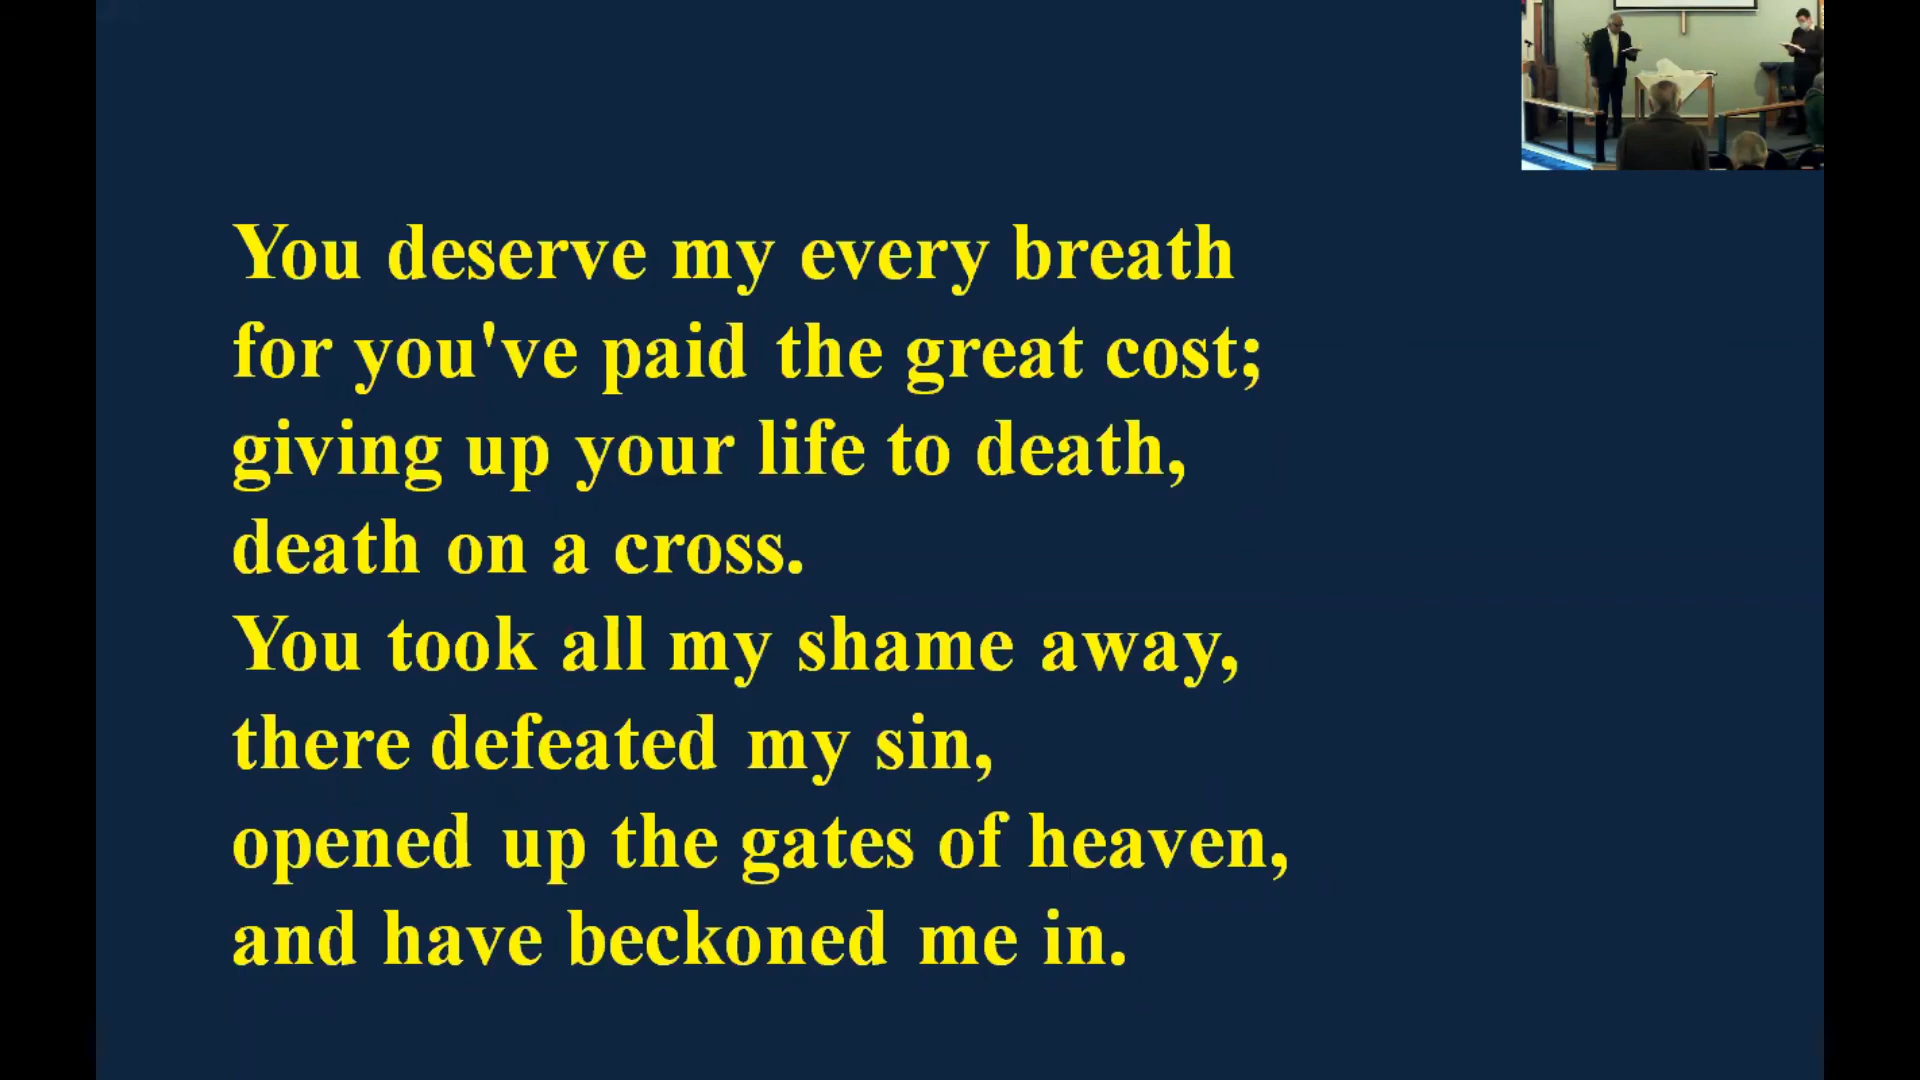 You deserve my every breath
for you've paid the great cost;
giving up your life to death,
death on a cross.
You took all my shame away,
there defeated my sin,
opened up the gates of heaven,
and have beckoned me in.